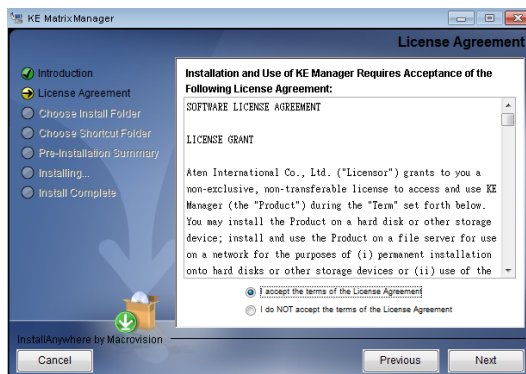 KE MatrixManager
License Agreement
Introduction
License Agreement
Choose Install Folder
Choose Shortcut Folder
Pre-Installation Summary
Installing...
Install Complete
Installation and Use of KE Manager Requires Acceptance of the
Following License Agreement:
SOFTWARE LICENSE AGREEMENT
LICENSE GRANT
Aten International Co., Ltd. ("Licensor") grants to you a
non-exclusive, non-transferable license to access and use KE
Manager (the "Product") during the "Term" set forth below.
You may install the Product on a hard disk or other storage
device; install and use the Product on a file server for use
on a network for the purposes of (i) permanent installation
onto hard disks or other storage devices or (ii) use of the
I accept the terms of the License Agreement
I do NOT accept the terms of the License Agreement
InstallAnywhere by Macrovision
Cancel
Previous
Next